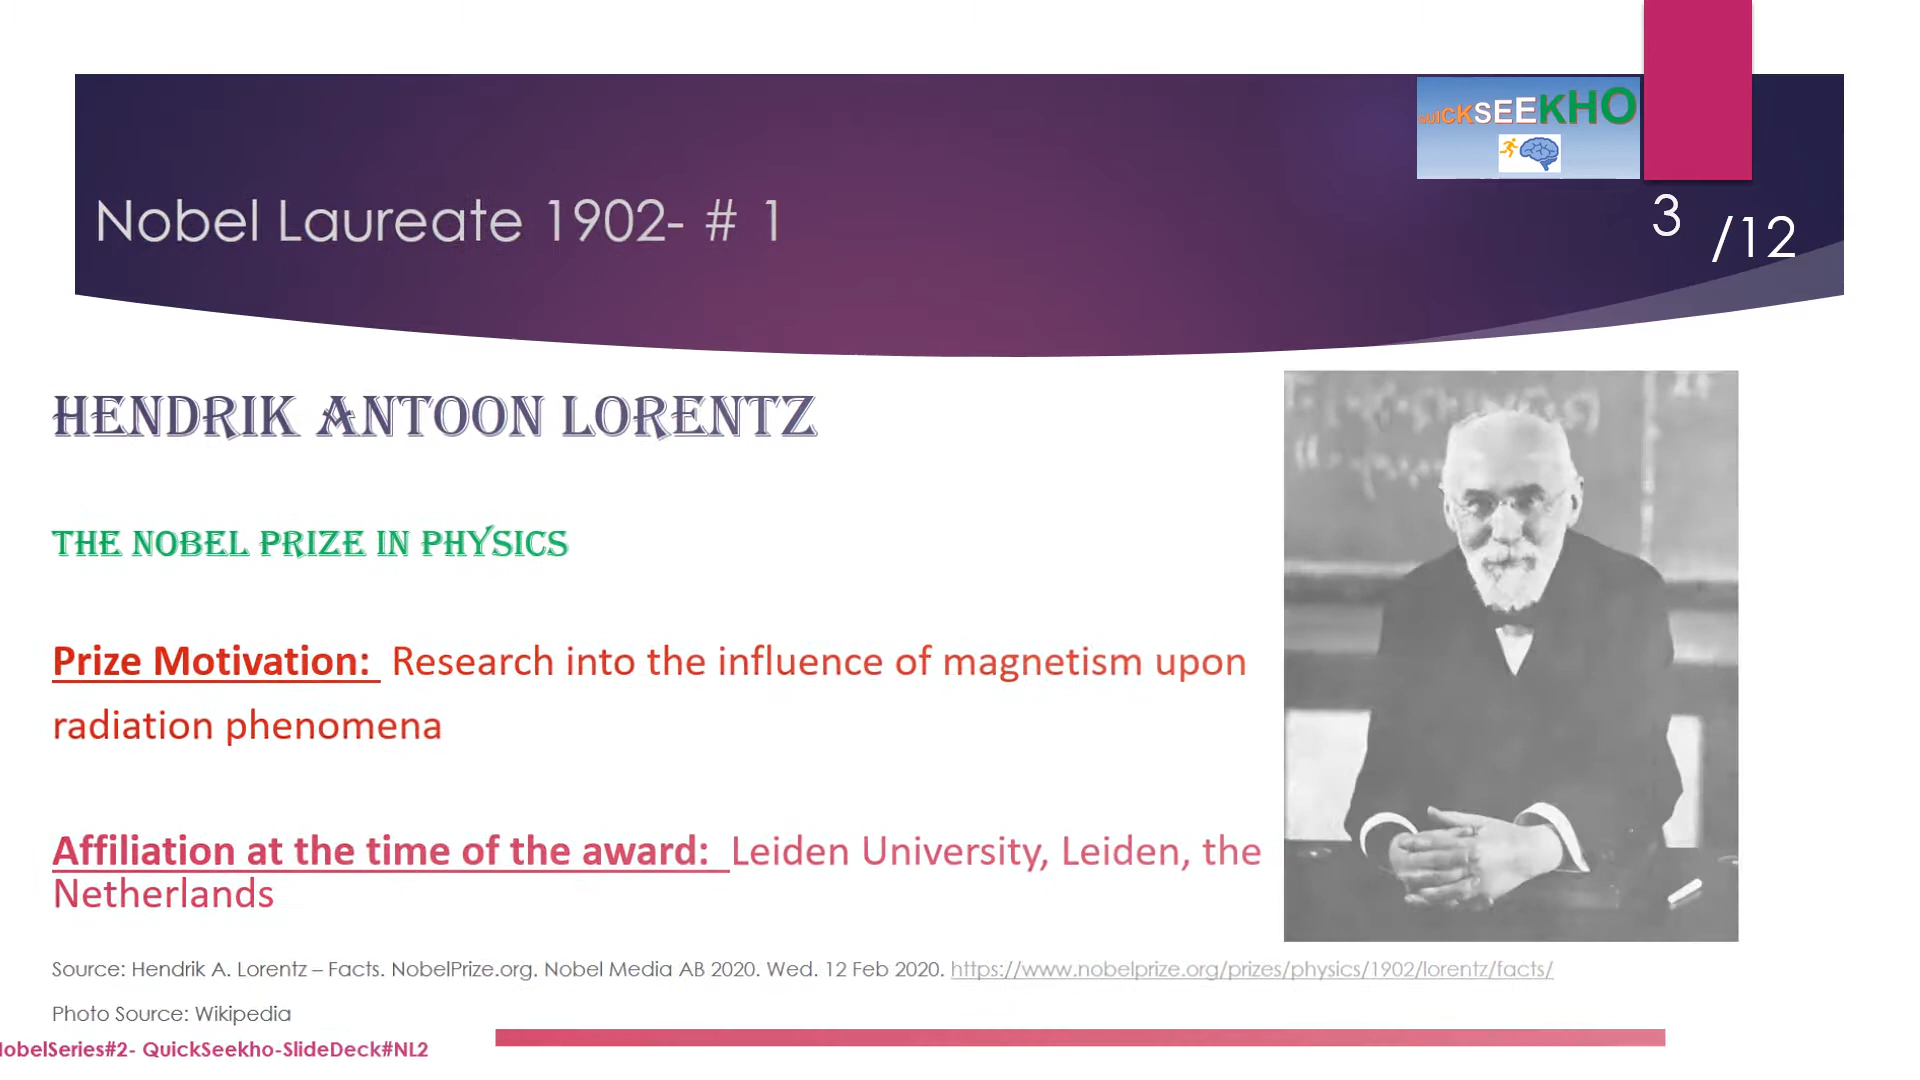 QUICKSEEKHO
Nobel Laureate 1902- # 1
3 /12
HENDRIK ANTOON LORENTZ
THE NOBEL PRIZE IN PHYSICS
Prize Motivation: Research into the influence of magnetism upon
radiation phenomena
Affiliation at the time of the award: Leiden University, Leiden, the
Netherlands
Source: Hendrik A. Lorentz – Facts. NobelPrize.org. Nobel Media AB 2020. Wed. 12 Feb 2020. https://www.nobelprize.org/prizes/physics/1902/lorentz/facts/
Photo Source: Wikipedia
NobelSeries#2- QuickSeekho-SlideDeck#NL2